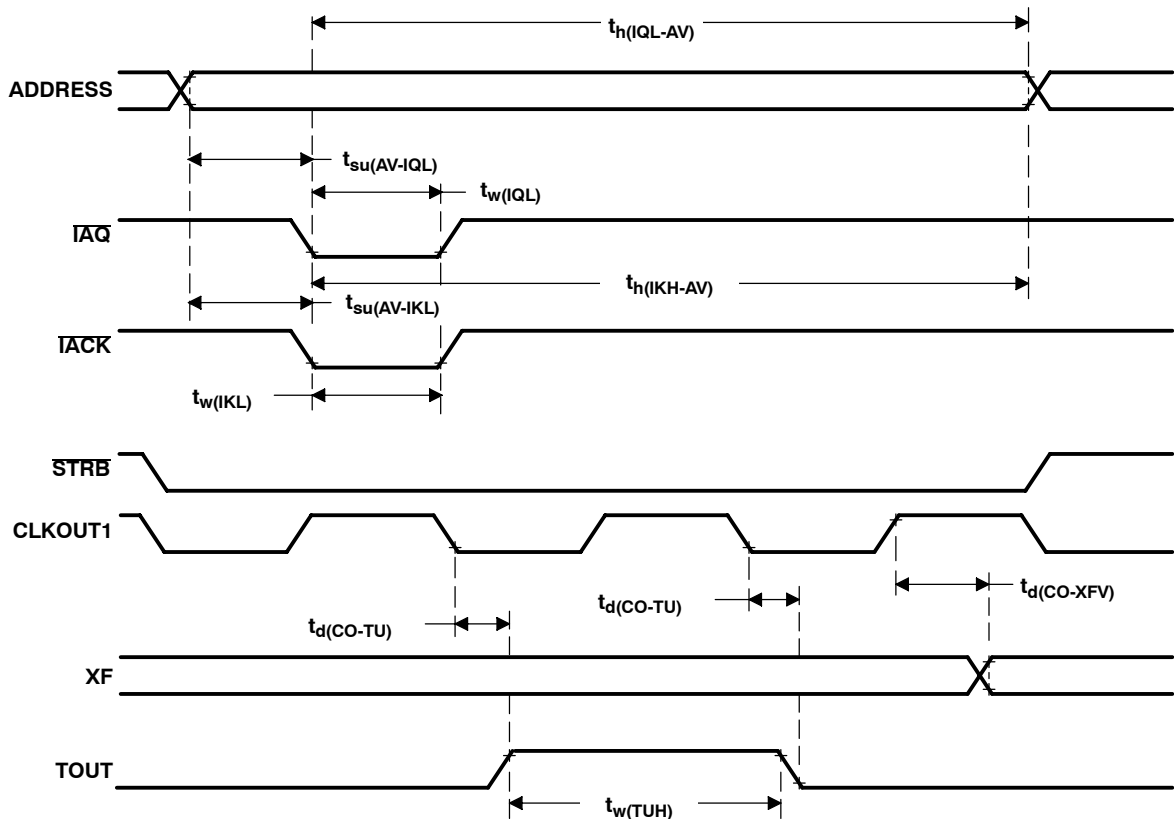 th(IQL-AV)
ADDRESS
tsu(AV-IQL)
tw(IQL)
IAQ
th(IKH-AV)
tsu(AV-IKL)
IACK
tw(IKL)
STRB
CLKOUT1
td(CO-XFV)
td(CO-TU)
td(CO-TU)
XF
TOUT
tw(TUH)